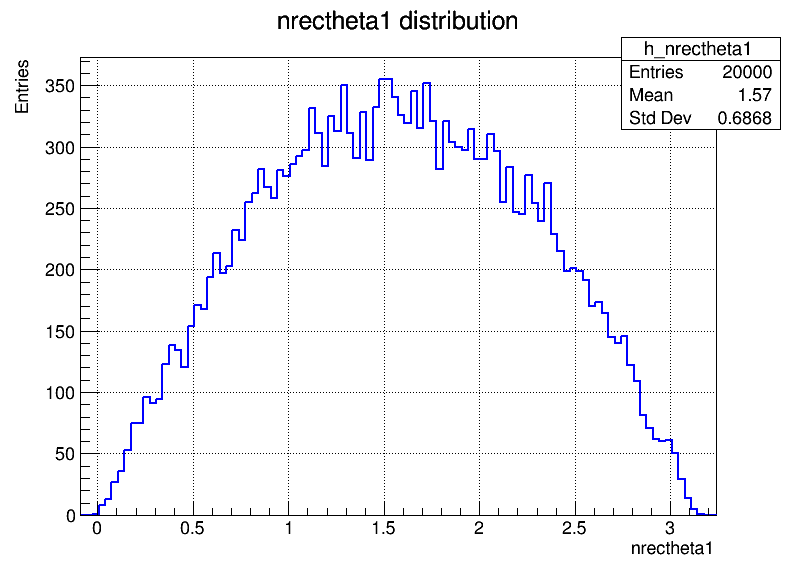 nrectheta1 distribution
h_nrectheta1
Entries 20000
Mean 1.57
Std Dev 0.6868
Entries
350
300
250
200
150
100
50
0
0 0.5 1 1.5 2 2.5 3
nrectheta1